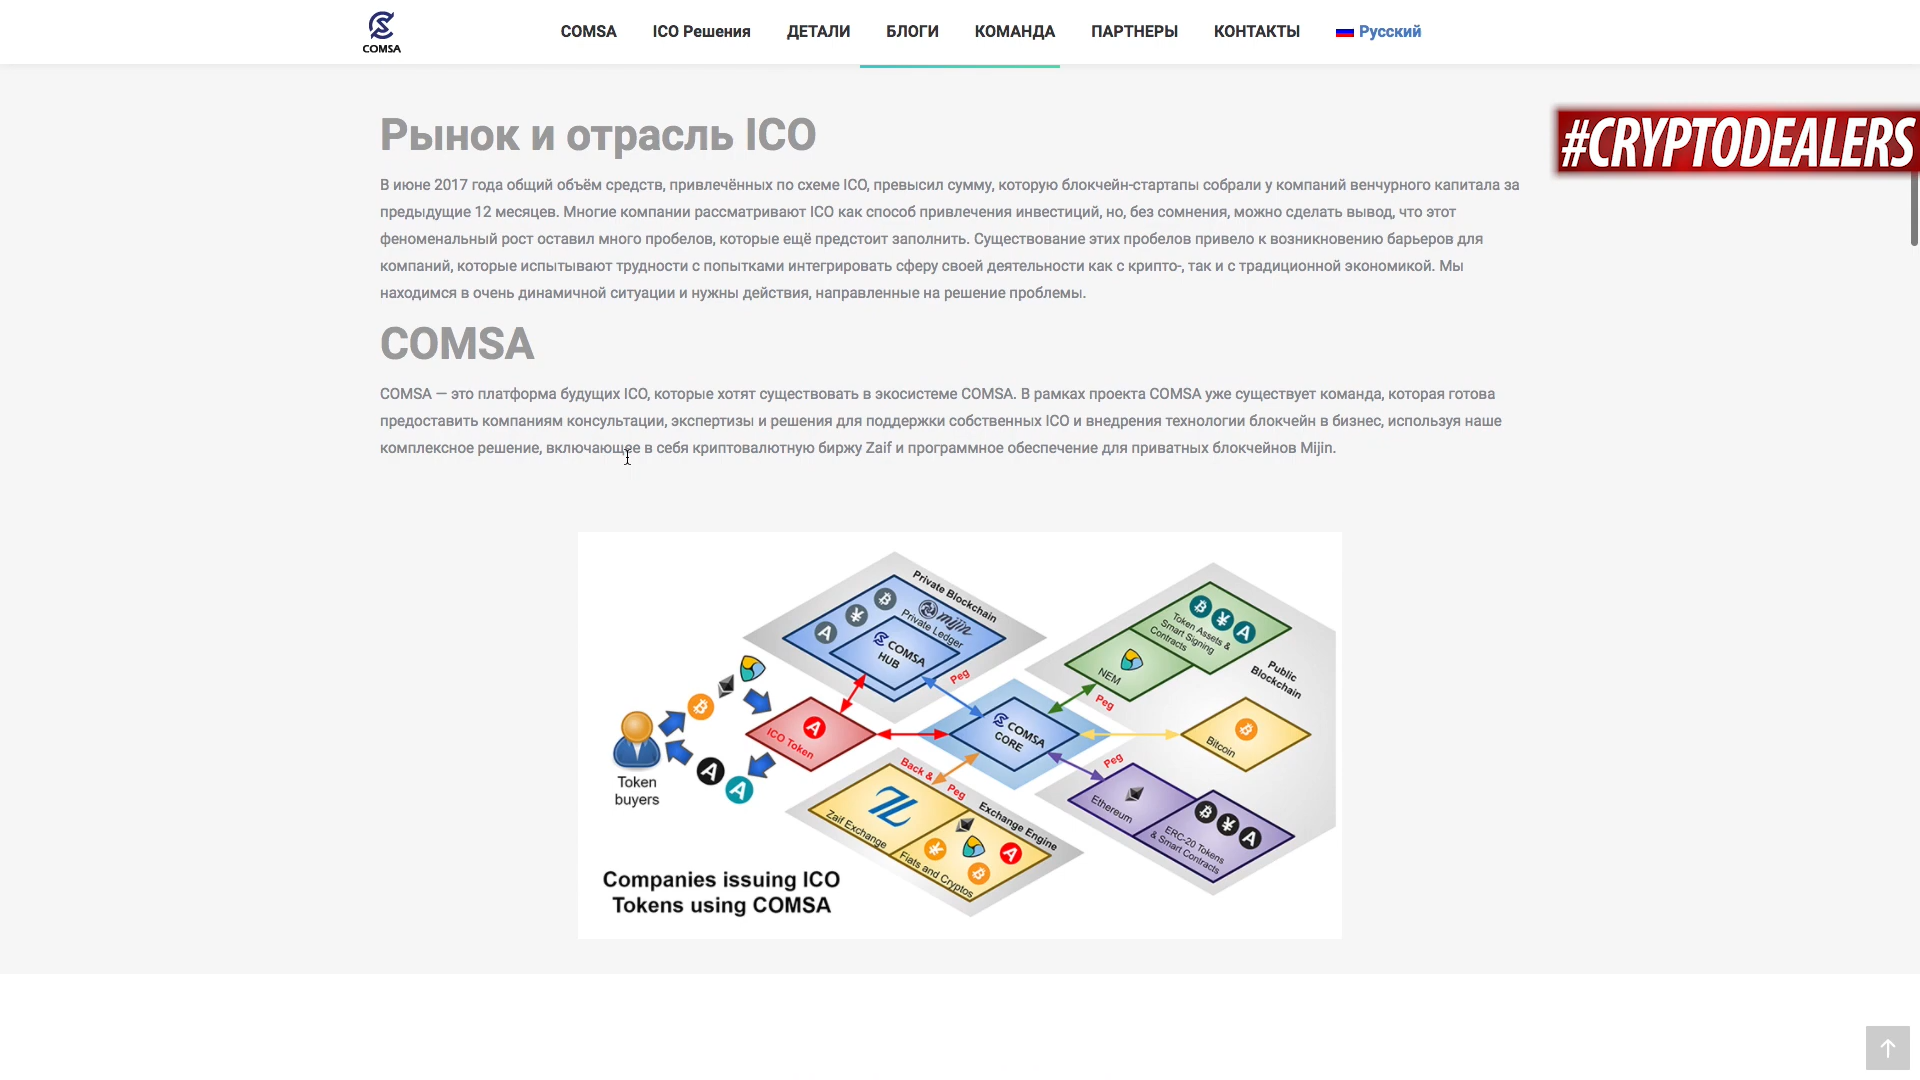 COMSA
COMSA ICO Решения ДЕТАЛИ БЛОГИ КОМАНДА ПАРТНЕРЫ КОНТАКТЫ Русский
#CRYPTODEALERS
Рынок и отрасль ICO
В июне 2017 года общий объём средств, привлечённых по схеме ICO, превысил сумму, которую блокчейн-стартапы собрали у компаний венчурного капитала за
предыдущие 12 месяцев. Многие компании рассматривают ICO как способ привлечения инвестиций, но, без сомнения, можно сделать вывод, что этот
феноменальный рост оставил много пробелов, которые ещё предстоит заполнить. Существование этих пробелов привело к возникновению барьеров для
компаний, которые испытывают трудности с попытками интегрировать сферу своей деятельности как с крипто-, так и с традиционной экономикой. Мы
находимся в очень динамичной ситуации и нужны действия, направленные на решение проблемы.
COMSA
COMSA — это платформа будущих ICO, которые хотят существовать в экосистеме COMSA. В рамках проекта COMSA уже существует команда, которая готова
предоставить компаниям консультации, экспертизы и решения для поддержки собственных ICO и внедрения технологии блокчейн в бизнес, используя наше
комплексное решение, включающее в себя криптовалютную биржу Zaif и программное обеспечение для приватных блокчейнов Mijin.
Private Blockchain
mijin
Private Ledger
COMSA
HUB
Peg
Token Assets &
Smart Signing
Contracts
NEM
Peg
Public
Blockchain
Token
buyers
ICO Token
COMSA
CORE
Bitcoin
Back &
Peg
Peg
Zaif Exchange
Exchange Engine
Fiats and Cryptos
Ethereum
ERC-20 Tokens
& Smart Contracts
Companies issuing ICO
Tokens using COMSA